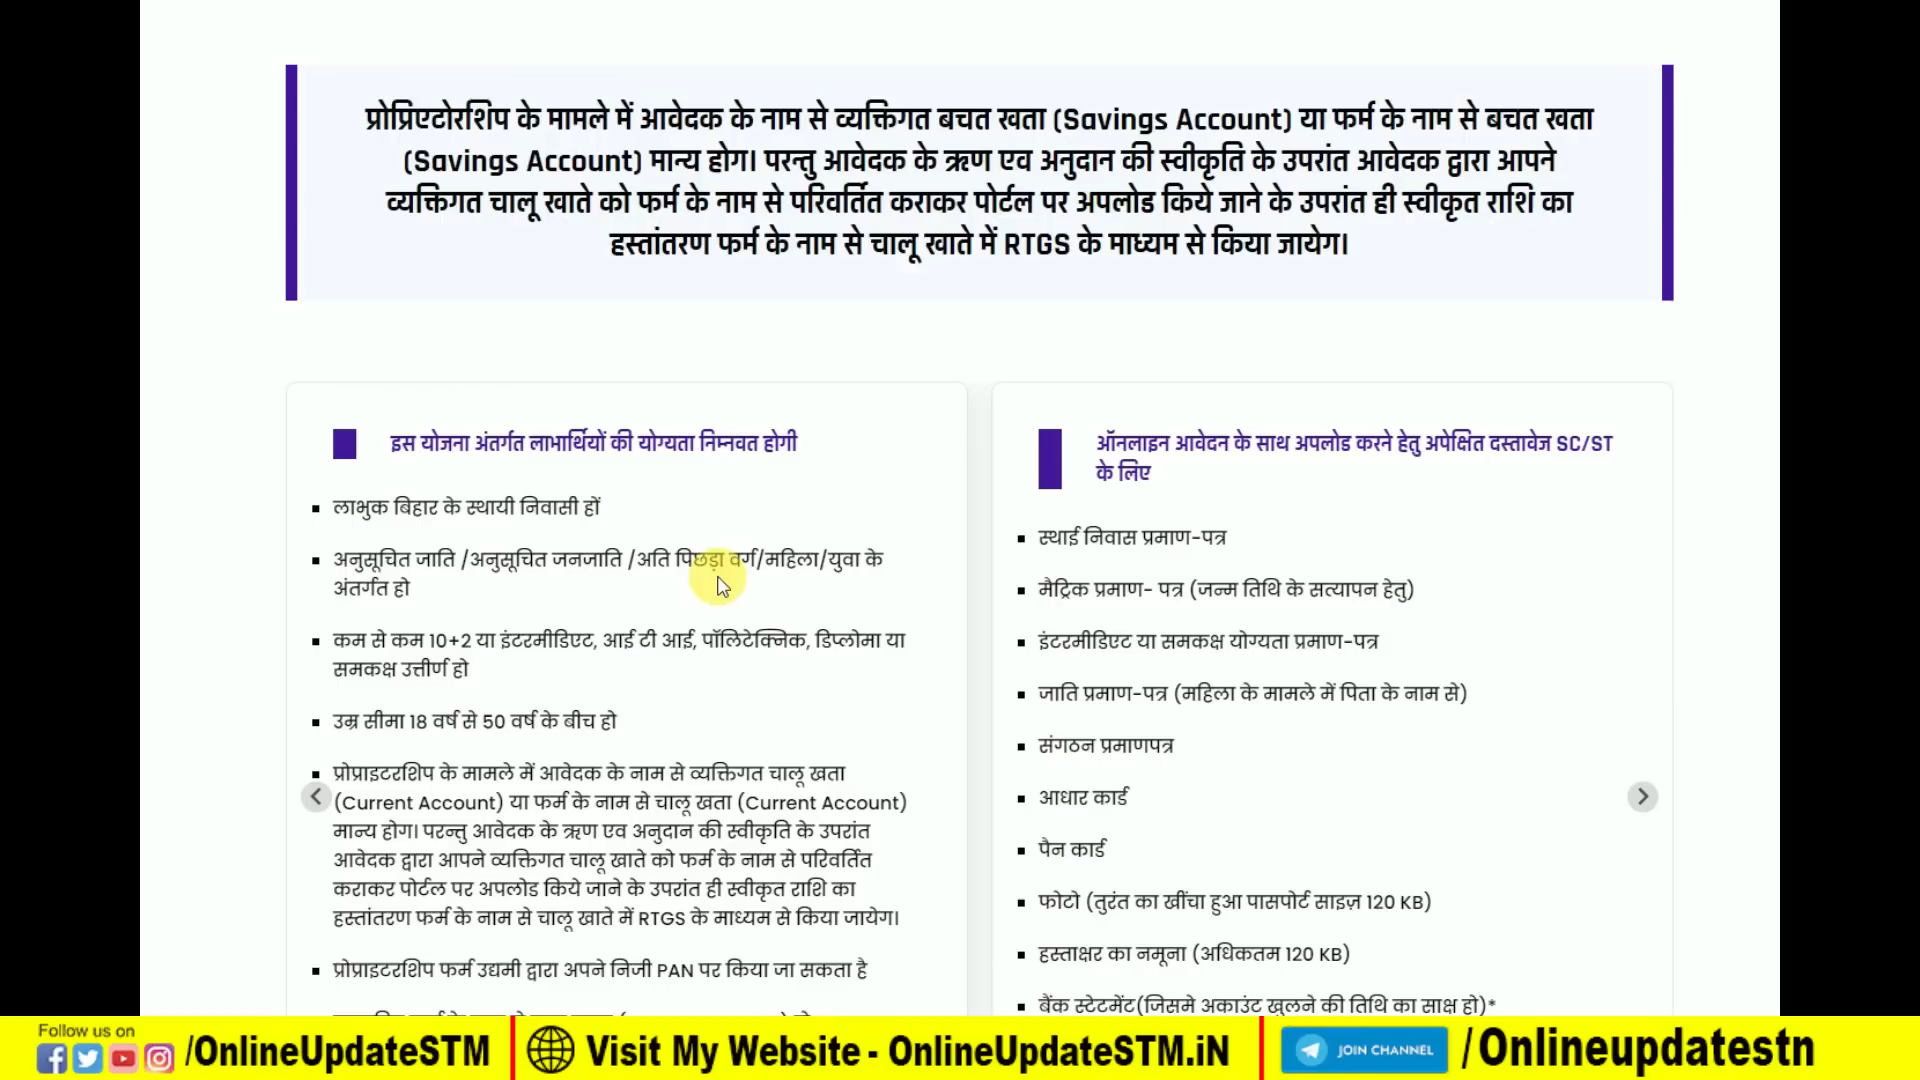 प्रोप्रिएटोरशिप के मामले में आवेदक के नाम से व्यक्तिगत बचत खता (Savings Account) या फर्म के नाम से बचत खता
(Savings Account) मान्य होग। परन्तु आवेदक के ऋण एव अनुदान की स्वीकृति के उपरांत आवेदक द्वारा आपने
व्यक्तिगत चालू खाते को फर्म के नाम से परिवर्तित कराकर पोर्टल पर अपलोड किये जाने के उपरांत ही स्वीकृत राशि का
हस्तांतरण फर्म के नाम से चालू खाते में RTGS के माध्यम से किया जायेग।
इस योजना अंतर्गत लाभार्थियों की योग्यता निम्नवत होगी
लाभुक बिहार के स्थायी निवासी हों
अनुसूचित जाति /अनुसूचित जनजाति /अति पिछड़ा वर्ग/महिला/युवा के
अंतर्गत हो
कम से कम 10+2 या इंटरमीडिएट, आई टी आई, पॉलिटेक्निक, डिप्लोमा या
समकक्ष उत्तीर्ण हो
उम्र सीमा 18 वर्ष से 50 वर्ष के बीच हो
प्रोप्राइटरशिप के मामले में आवेदक के नाम से व्यक्तिगत चालू खता
(Current Account) या फर्म के नाम से चालू खता (Current Account)
मान्य होग। परन्तु आवेदक के ऋण एव अनुदान की स्वीकृति के उपरांत
आवेदक द्वारा आपने व्यक्तिगत चालू खाते को फर्म के नाम से परिवर्तित
कराकर पोर्टल पर अपलोड किये जाने के उपरांत ही स्वीकृत राशि का
हस्तांतरण फर्म के नाम से चालू खाते में RTGS के माध्यम से किया जायेग।
प्रोप्राइटरशिप फर्म उद्यमी द्वारा अपने निजी PAN पर किया जा सकता है
ऑनलाइन आवेदन के साथ अपलोड करने हेतु अपेक्षित दस्तावेज SC/ST
के लिए
स्थाई निवास प्रमाण-पत्र
मैट्रिक प्रमाण- पत्र (जन्म तिथि के सत्यापन हेतु)
इंटरमीडिएट या समकक्ष योग्यता प्रमाण-पत्र
जाति प्रमाण-पत्र (महिला के मामले में पिता के नाम से)
संगठन प्रमाणपत्र
आधार कार्ड
पैन कार्ड
फोटो (तुरंत का खींचा हुआ पासपोर्ट साइज़ 120 KB)
हस्ताक्षर का नमूना (अधिकतम 120 KB)
बैंक स्टेटमेंट(जिसमे अकाउंट खुलने की तिथि का साक्ष हो)*
Follow us on
/OnlineUpdateSTM
Visit My Website - OnlineUpdateSTM.iN
JOIN CHANNEL
/Onlineupdatestn